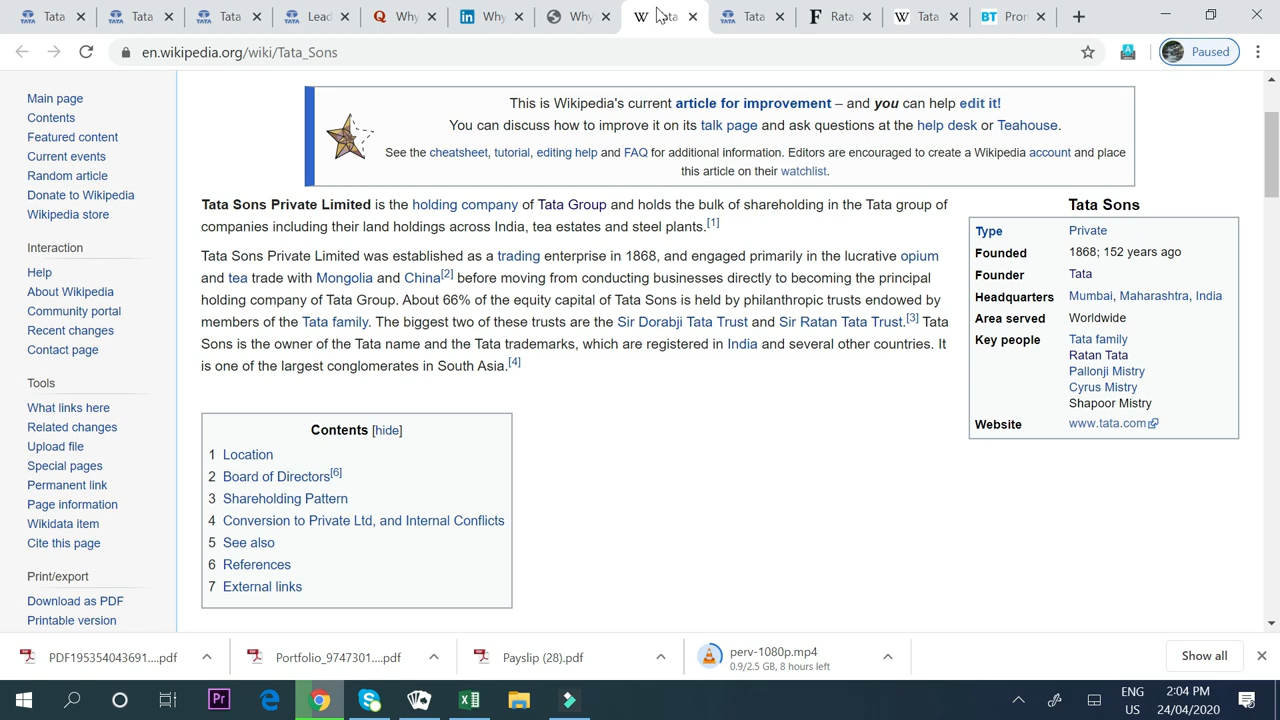 Tata
Tata
Tata
Lead
Why
Why
Why
Tata
Tata
Rata
Tata
Pron
en.wikipedia.org/wiki/Tata_Sons
Paused
Main page
Contents
Featured content
Current events
Random article
Donate to Wikipedia
Wikipedia store
Interaction
Help
About Wikipedia
Community portal
Recent changes
Contact page
Tools
What links here
Related changes
Upload file
Special pages
Permanent link
Page information
Wikidata item
Cite this page
Print/export
Download as PDF
Printable version
This is Wikipedia's current article for improvement – and you can help edit it!
You can discuss how to improve it on its talk page and ask questions at the help desk or Teahouse.
See the cheatsheet, tutorial, editing help and FAQ for additional information. Editors are encouraged to create a Wikipedia account and place
this article on their watchlist.
Tata Sons Private Limited is the holding company of Tata Group and holds the bulk of shareholding in the Tata group of
companies including their land holdings across India, tea estates and steel plants.[1]
Tata Sons Private Limited was established as a trading enterprise in 1868, and engaged primarily in the lucrative opium
and tea trade with Mongolia and China[2] before moving from conducting businesses directly to becoming the principal
holding company of Tata Group. About 66% of the equity capital of Tata Sons is held by philanthropic trusts endowed by
members of the Tata family. The biggest two of these trusts are the Sir Dorabji Tata Trust and Sir Ratan Tata Trust.[3] Tata
Sons is the owner of the Tata name and the Tata trademarks, which are registered in India and several other countries. It
is one of the largest conglomerates in South Asia.[4]
Contents [hide]
1 Location
2 Board of Directors[6]
3 Shareholding Pattern
4 Conversion to Private Ltd, and Internal Conflicts
5 See also
6 References
7 External links
Tata Sons
Type Private
Founded 1868; 152 years ago
Founder Tata
Headquarters Mumbai, Maharashtra, India
Area served Worldwide
Key people Tata family
Ratan Tata
Pallonji Mistry
Cyrus Mistry
Shapoor Mistry
Website www.tata.com
PDF195354043691....pdf
Portfolio_9747301....pdf
Payslip (28).pdf
perv-1080p.mp4
0.9/2.5 GB, 8 hours left
Show all
Pr
ENG
US
2:04 PM
24/04/2020